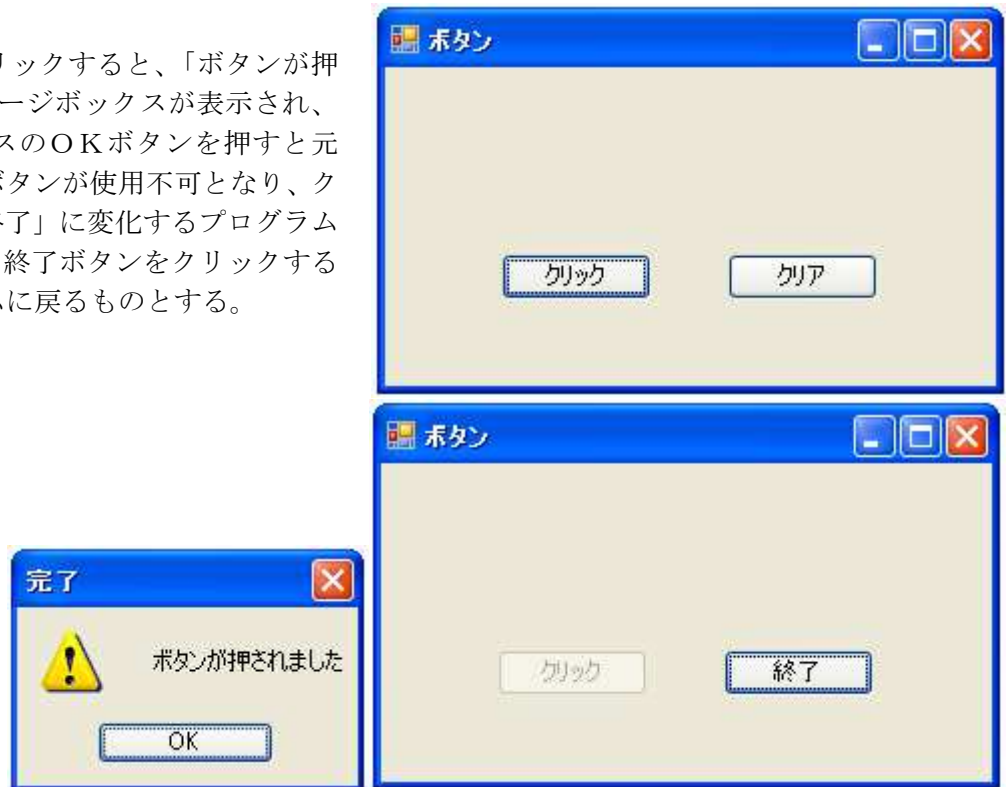 ボタン
リックすると、「ボタンが押
ージボックスが表示され、
スのＯＫボタンを押すと元
ボタンが使用不可となり、ク
終了」に変化するプログラム
終了ボタンをクリックする
に戻るものとする。
クリック
クリア
ボタン
完了
ボタンが押されました
OK
クリック
終了